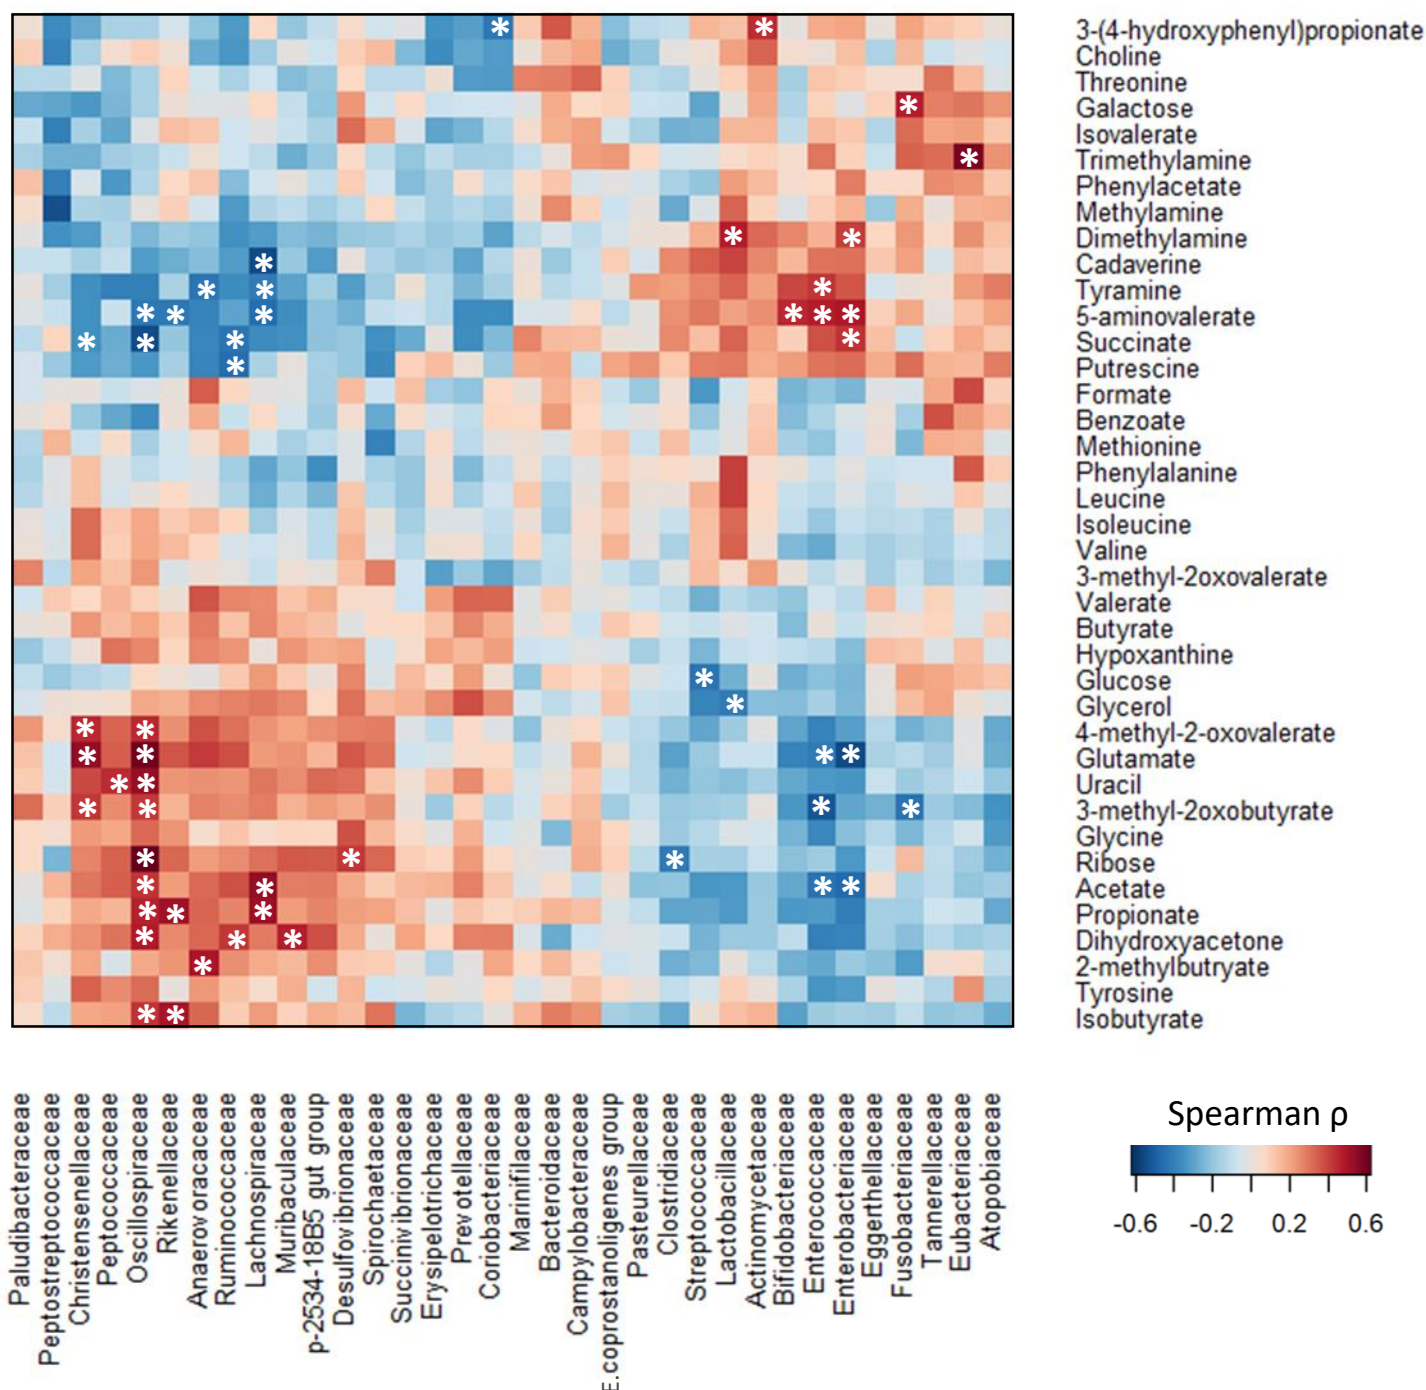 3-(4-hydroxyphenyl)propionate
Choline
Threonine
Galactose
Isovalerate
Trimethylamine
Phenylacetate
Methylamine
Dimethylamine
Cadaverine
Tyramine
5-aminovalerate
Succinate
Putrescine
Formate
Benzoate
Methionine
Phenylalanine
Leucine
Isoleucine
Valine
3-methyl-2oxovalerate
Valerate
Butyrate
Hypoxanthine
Glucose
Glycerol
4-methyl-2-oxovalerate
Glutamate
Uracil
3-methyl-2oxobutyrate
Glycine
Ribose
Acetate
Propionate
Dihydroxyacetone
2-methylbutryate
Tyrosine
Isobutyrate
Paludibacteraceae
Peptostreptococcaceae
Christensenellaceae
Peptococcaceae
Oscillospiraceae
Rikenellaceae
Anaerovoracaceae
Ruminococcaceae
Lachnospiraceae
Muribaculaceae
p-2534-18B5 gut group
Desulfovibrionaceae
Spirochaetaceae
Succinivibrionaceae
Erysipelotrichaceae
Prevotellaceae
Coriobacteriaceae
Marinifilaceae
Bacteroidaceae
Campylobacteraceae
E.coprostanoligenes group
Pasteurellaceae
Clostridiaceae
Streptococcaceae
Lactobacillaceae
Actinomycetaceae
Bifidobacteriaceae
Enterococcaceae
Enterobacteriaceae
Eggerthellaceae
Fusobacteriaceae
Tannerellaceae
Eubacteriaceae
Atopobiaceae
Spearman ρ
-0.6 -0.2 0.2 0.6